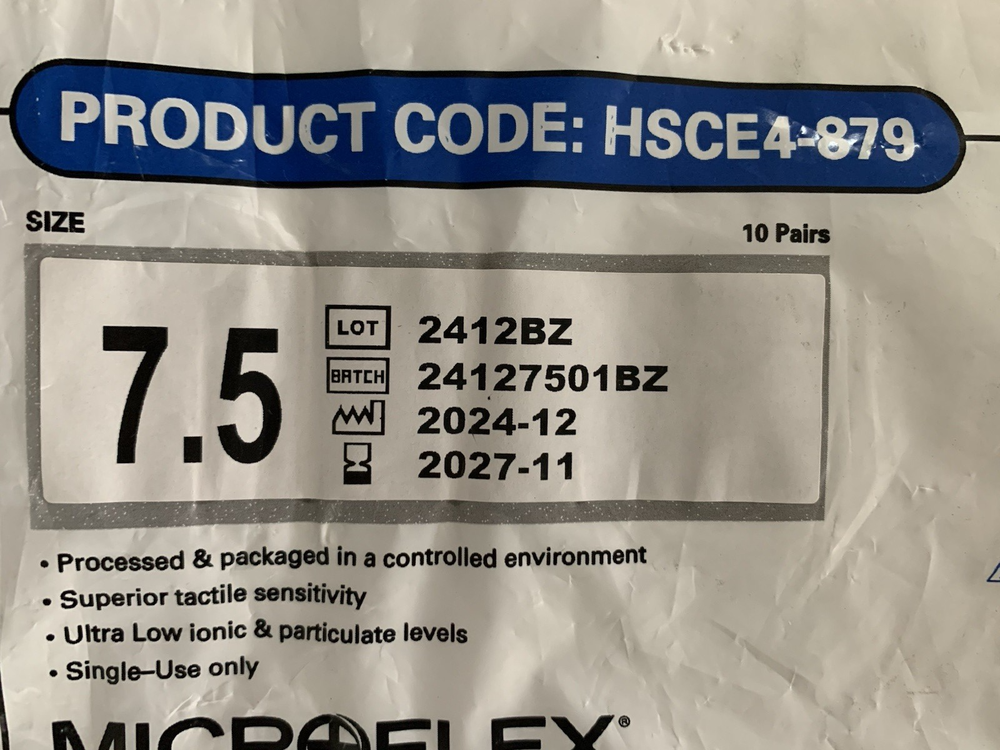 PRODUCT CODE: HSCE4-879
SIZE
10 Pairs
7.5
LOT 2412BZ
BATCH 24127501BZ
2024-12
2027-11
• Processed & packaged in a controlled environment
• Superior tactile sensitivity
• Ultra Low ionic & particulate levels
• Single–Use only
MICROFLEX®